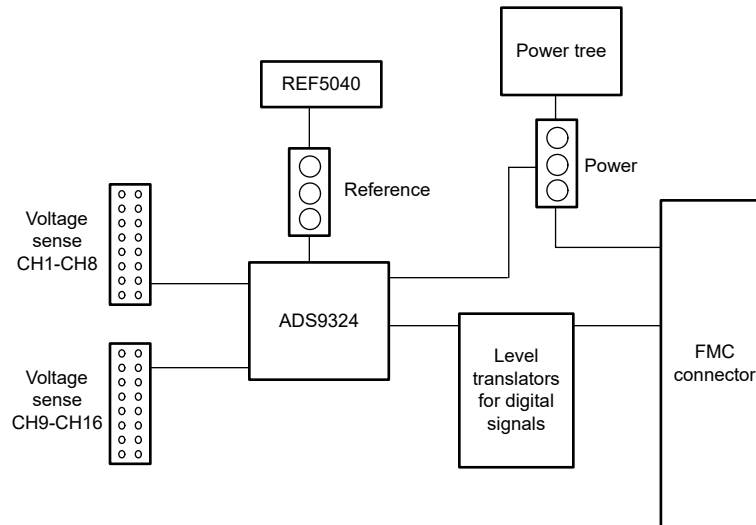 Power tree
REF5040
Power
Reference
Voltage
sense
CH1-CH8
ADS9324
Voltage
sense
CH9-CH16
Level
translators
for digital
signals
FMC
connector